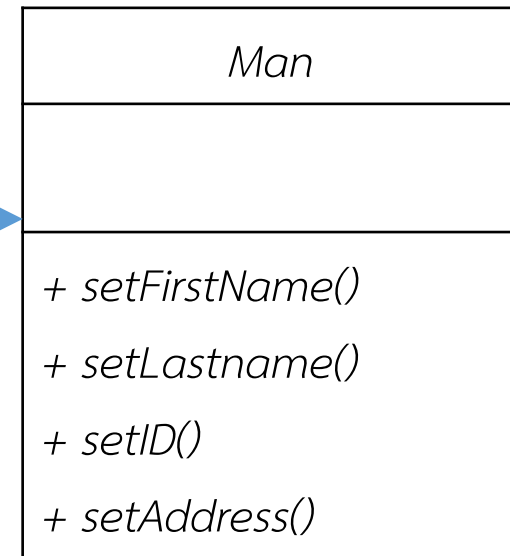 Man
+ setFirstName()
+ setLastname()
+ setID()
+ setAddress()